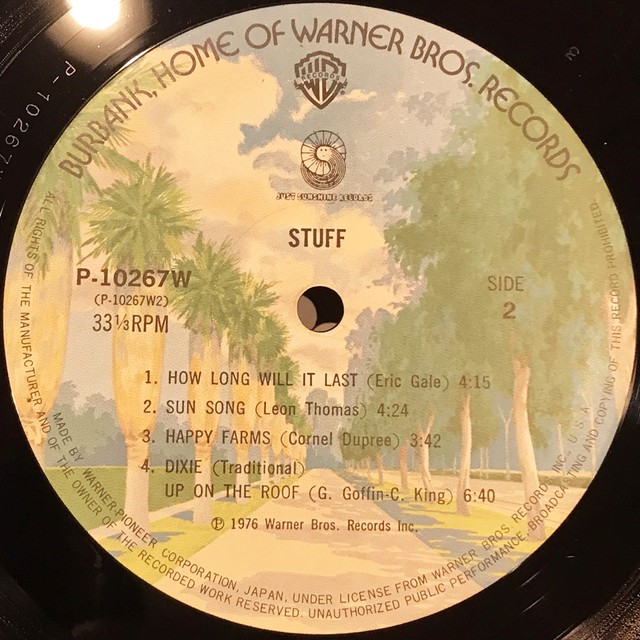 BURBANK, HOME OF WARNER BROS. RECORDS
RECORDS
JUST SUNSHINE RECORDS
STUFF
P-10267W
(P-10267W2)
33⅓RPM
SIDE
2
1. HOW LONG WILL IT LAST (Eric Gale) 4:15
2. SUN SONG (Leon Thomas) 4:24
3. HAPPY FARMS (Cornel Dupree) 3:42
4. DIXIE (Traditional)
UP ON THE ROOF (G. Goffin-C. King) 6:40
Ⓟ 1976 Warner Bros. Records Inc.
MADE BY WARNER-PIONEER CORPORATION, JAPAN, UNDER LICENSE FROM WARNER BROS RECORD, INC., U.S.A.
ALL RIGHTS OF THE MANUFACTURER AND OF THE OWNER OF THE RECORDED WORK RESERVED. UNAUTHORIZED PUBLIC PERFORMANCE, BROADCASTING AND COPYING OF THIS RECORD PROHIBITED
P-10267W